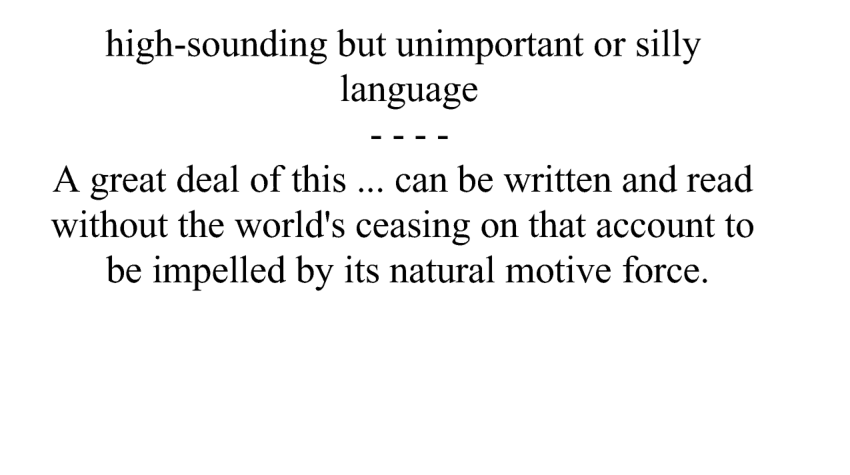 high-sounding but unimportant or silly
language
- - - -
A great deal of this ... can be written and read
without the world's ceasing on that account to
be impelled by its natural motive force.